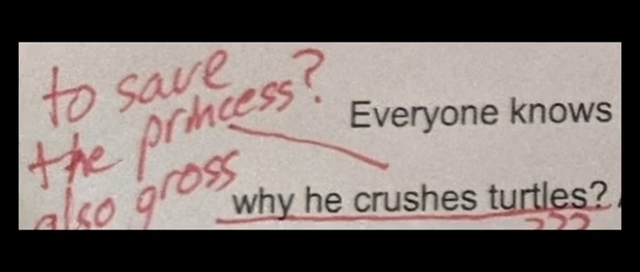 to save
the princess?
also gross
Everyone knows
why he crushes turtles?
???